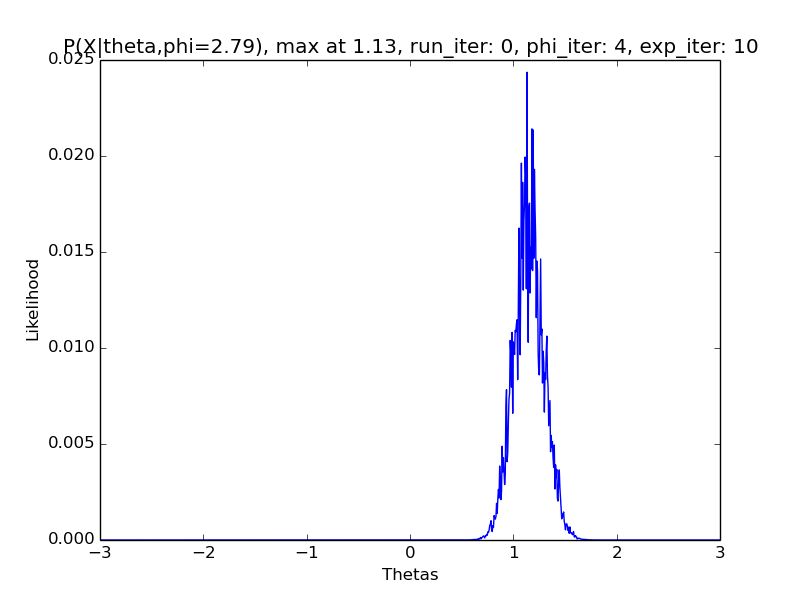 P(X|theta,phi=2.79), max at 1.13, run_iter: 0, phi_iter: 4, exp_iter: 10
0.025
0.020
0.015
0.010
0.005
0.000
Likelihood
−3 −2 −1 0 1 2 3
Thetas